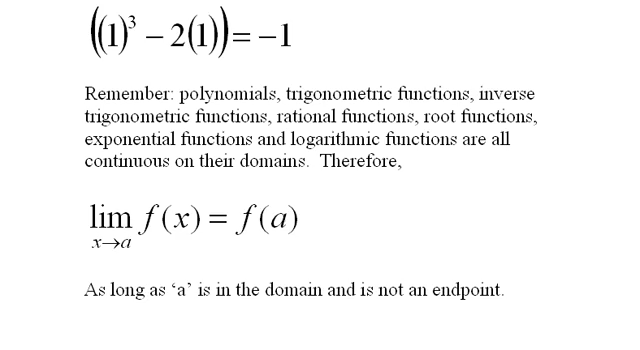 ((1)³ – 2(1))= –1
Remember: polynomials, trigonometric functions, inverse
trigonometric functions, rational functions, root functions,
exponential functions and logarithmic functions are all
continuous on their domains.  Therefore,
lim f(x) = f(a)
x→a
As long as ‘a’ is in the domain and is not an endpoint.